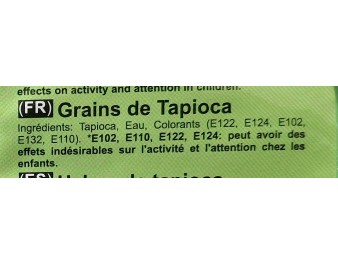 effects on activity and attention in children.
(FR) Grains de Tapioca
Ingrédients: Tapioca, Eau, Colorants (E122, E124, E102,
E132, E110). *E102, E110, E122, E124: peut avoir des
effets indésirables sur l'activité et l'attention chez les
enfants.